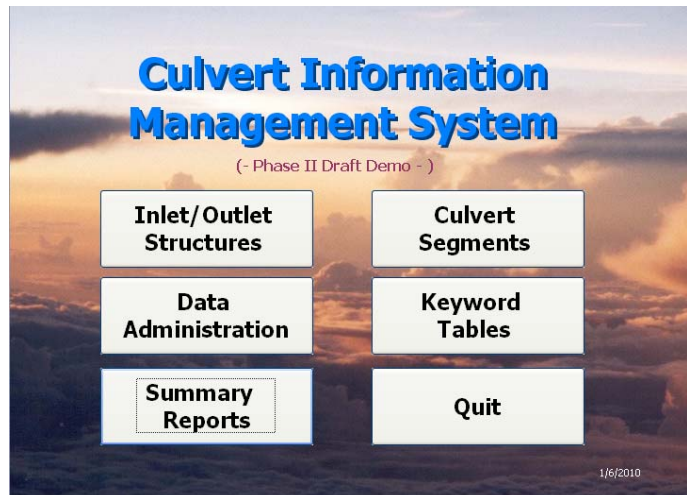 Culvert Information
Management System
(- Phase II Draft Demo - )
Inlet/Outlet
Structures
Culvert
Segments
Data
Administration
Keyword
Tables
Summary
Reports
Quit
1/6/2010